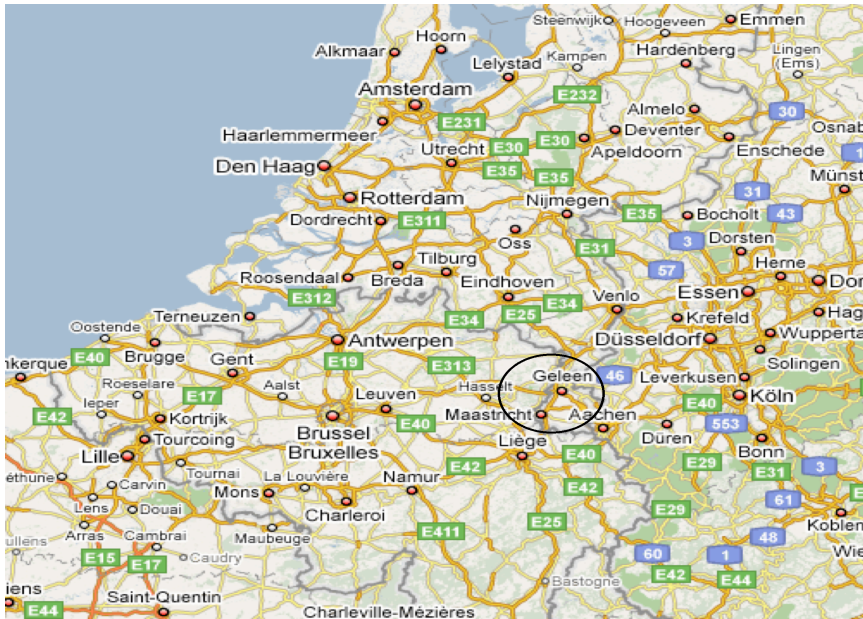 Steenwijk
Hoogeveen
Emmen
Hoorn
Alkmaar
Lelystad
Kampen
Hardenberg
Lingen
(Ems)
Amsterdam
E232
Almelo
30
Haarlemmermeer
E231
Deventer
Osnab
Utrecht
E30
E30
Apeldoorn
Enschede
1
Den Haag
E35
E35
Münst
31
Rotterdam
Nijmegen
Dordrecht
E311
E35
Bocholt
43
Oss
E31
3
Dorsten
Tilburg
Herne
Roosendaal
Breda
Eindhoven
57
Essen
Dor
E312
E34
Venlo
Terneuzen
E34
E25
Krefeld
Hag
Oostende
Antwerpen
Düsseldorf
Wupperta
E40
Brugge
E19
E313
Solingen
nkerque
Gent
Geleen
46
Leverkusen
Roeselare
E17
Aalst
Leuven
Hasselt
E40
Köln
Ieper
Maastricht
E42
Kortrijk
E40
Aachen
553
Brussel
Bruxelles
Tourcoing
Liège
Düren
Bonn
Lille
E42
E40
E29
E31
3
Tournai
La Louvière
Namur
éthune
Carvin
Mons
E42
61
Lens
Douai
Charleroi
E29
Koblen
Arras
Cambrai
Maubeuge
E411
E25
48
ullens
E15
E17
Caudry
60
1
Wie
Bastogne
E42
E44
iens
Saint-Quentin
E44
Charleville-Mézières